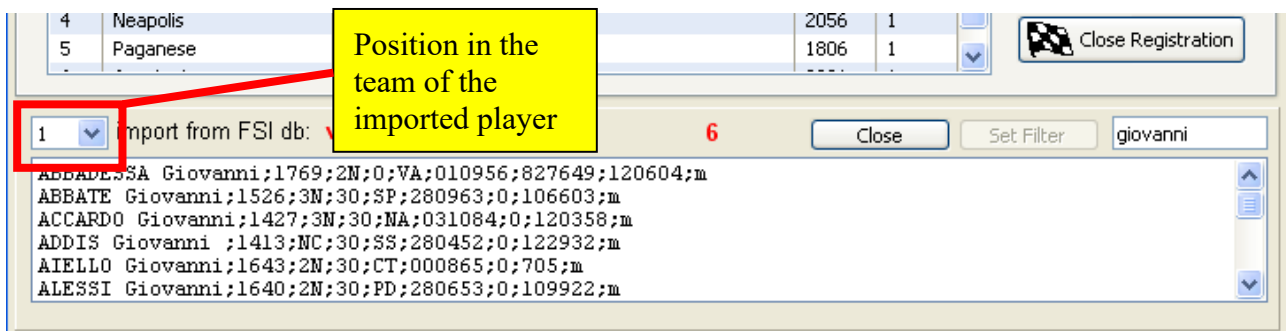 4 Neapolis 2056 1
5 Paganese 1806 1
Close Registration
Position in the
team of the
imported player
1 import from FSI db: 6 Close Set Filter giovanni
ABBADESSA Giovanni;1769;2N;0;VA;010956;827649;120604;m
ABBATE Giovanni;1526;3N;30;SP;280963;0;106603;m
ACCARDO Giovanni;1427;3N;30;NA;031084;0;120358;m
ADDIS Giovanni ;1413;NC;30;SS;280452;0;122932;m
AIELLO Giovanni;1643;2N;30;CT;000865;0;705;m
ALESSI Giovanni;1640;2N;30;PD;280653;0;109922;m